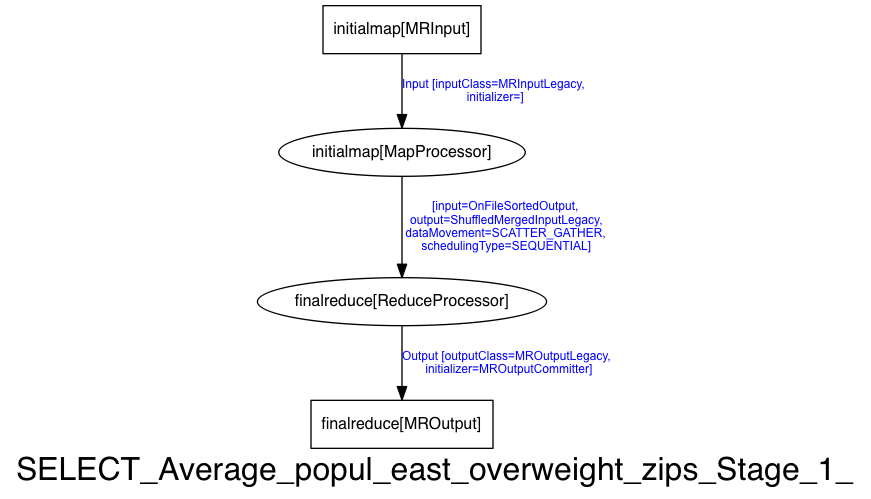 initialmap[MRInput]
Input [inputClass=MRInputLegacy,
initializer=]
initialmap[MapProcessor]
[input=OnFileSortedOutput,
output=ShuffledMergedInputLegacy,
dataMovement=SCATTER_GATHER,
schedulingType=SEQUENTIAL]
finalreduce[ReduceProcessor]
Output [outputClass=MROutputLegacy,
initializer=MROutputCommitter]
finalreduce[MROutput]
SELECT_Average_popul_east_overweight_zips_Stage_1_